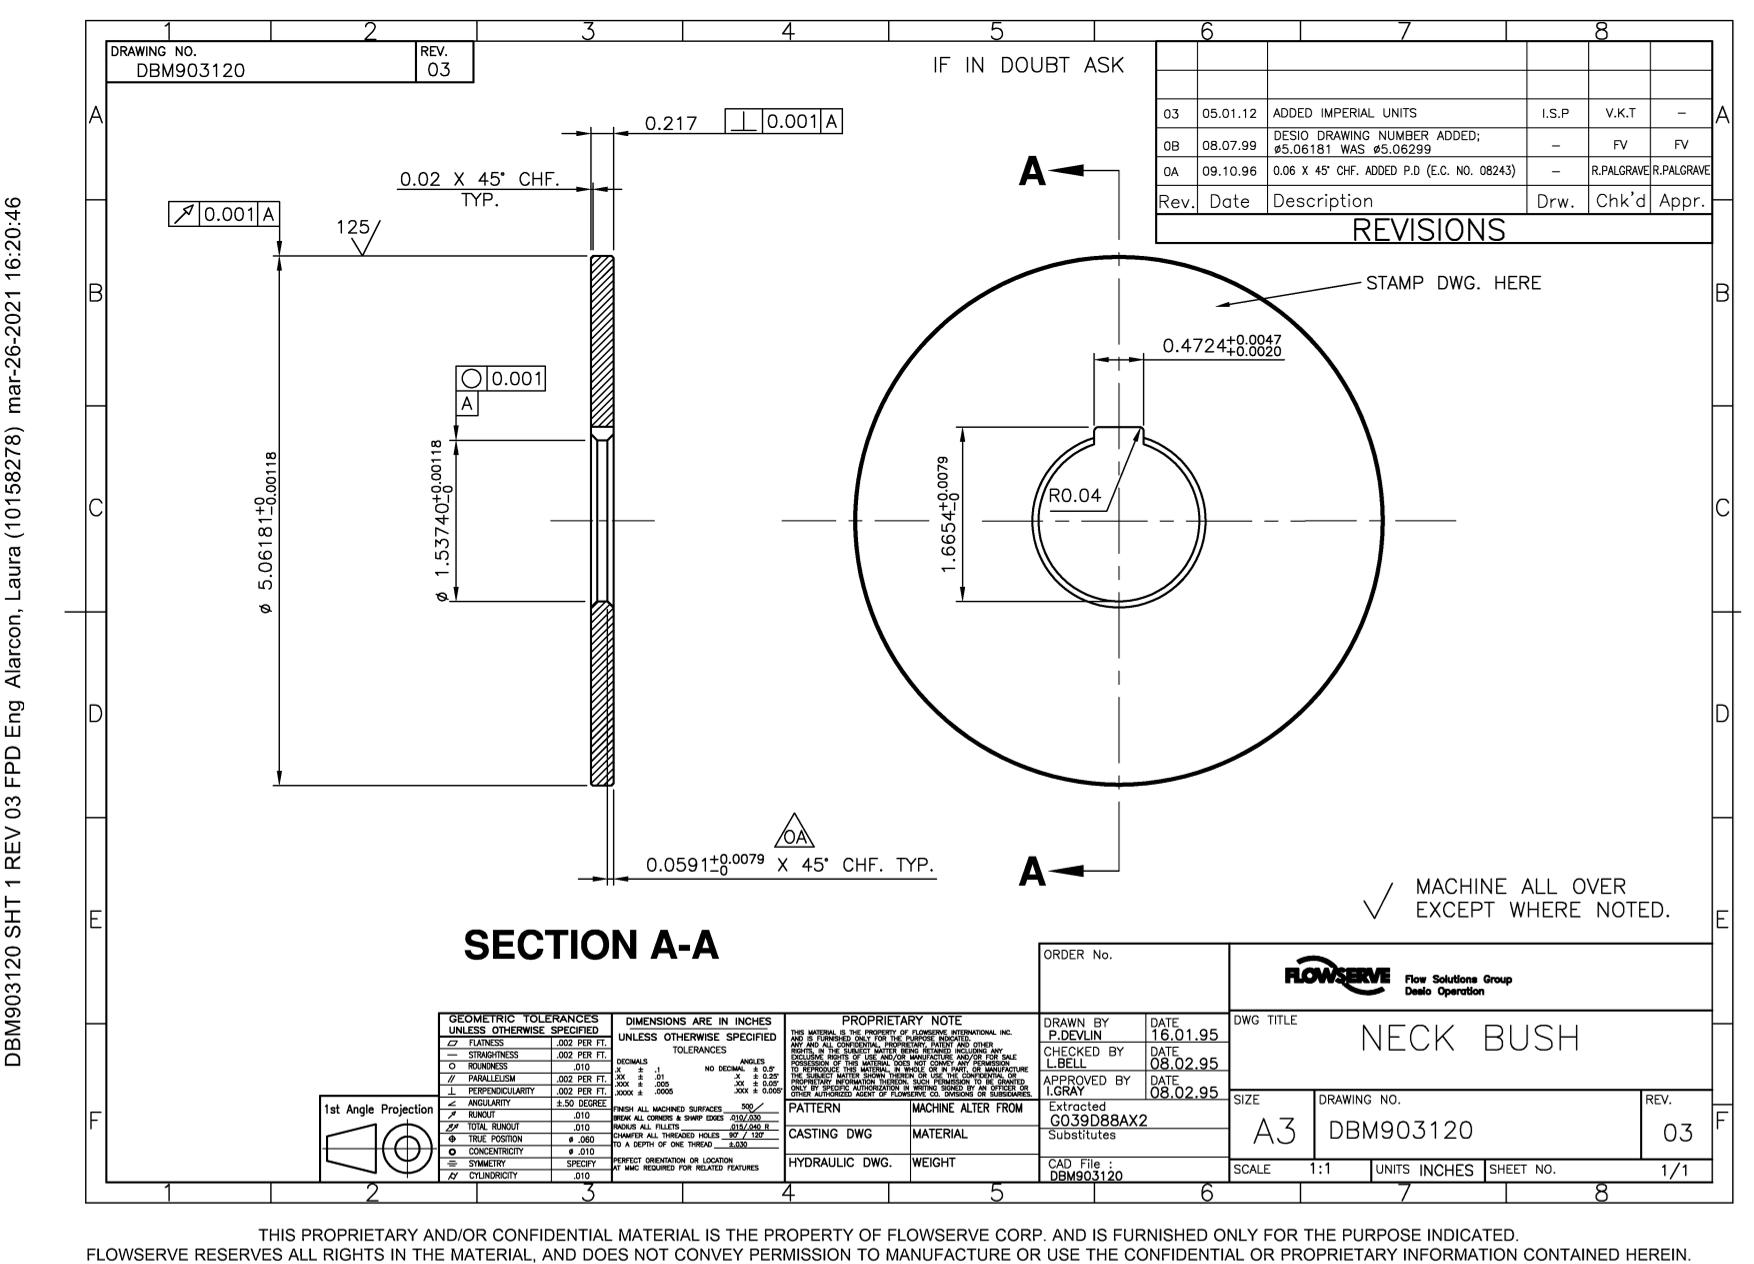 1 2 3 4 5 6 7 8
DRAWING NO.
DBM903120
REV.
03
IF IN DOUBT ASK
03 05.01.12 ADDED IMPERIAL UNITS I.S.P V.K.T –
0B 08.07.99 DESIO DRAWING NUMBER ADDED;
ø5.06181 WAS ø5.06299 – FV FV
0A 09.10.96 0.06 X 45° CHF. ADDED P.D (E.C. NO. 08243) – R.PALGRAVE R.PALGRAVE
Rev. Date Description Drw. Chk'd Appr.
REVISIONS
A A
B B
C C
D D
E E
F F
DBM903120 SHT 1 REV 03 FPD Eng Alarcon, Laura (10158278) mar-26-2021 16:20:46
0.217 ⊥ 0.001 A
0.02 X 45° CHF.
TYP.
↗ 0.001 A
125
○ 0.001
A
ø 5.06181+0
-0.00118
ø 1.53740+0.00118
-0
A
STAMP DWG. HERE
0.4724+0.0047
+0.0020
1.6654+0.0079
-0
R0.04
0A
0.0591+0.0079
-0 X 45° CHF. TYP.
A
SECTION A-A
MACHINE ALL OVER
EXCEPT WHERE NOTED.
1st Angle Projection
GEOMETRIC TOLERANCES
UNLESS OTHERWISE SPECIFIED
FLATNESS .002 PER FT.
STRAIGHTNESS .002 PER FT.
ROUNDNESS .010
PARALLELISM .002 PER FT.
PERPENDICULARITY .002 PER FT.
ANGULARITY ±.50 DEGREE
RUNOUT .010
TOTAL RUNOUT .010
TRUE POSITION ø .060
CONCENTRICITY ø .010
SYMMETRY SPECIFY
CYLINDRICITY .010
DIMENSIONS ARE IN INCHES
UNLESS OTHERWISE SPECIFIED
TOLERANCES
DECIMALS ANGLES
.X ± .1 NO DECIMAL ± 0.5°
.XX ± .01 .X ± 0.25°
.XXX ± .005 .XX ± 0.05°
.XXXX ± .0005 .XXX ± 0.005°
FINISH ALL MACHINED SURFACES 500
BREAK ALL CORNERS & SHARP EDGES .010/.030
RADIUS ALL FILLETS .015/.040 R
CHAMFER ALL THREADED HOLES 90° / 120°
TO A DEPTH OF ONE THREAD ±.030
PERFECT ORIENTATION OR LOCATION
AT MMC REQUIRED FOR RELATED FEATURES
PROPRIETARY NOTE
THIS MATERIAL IS THE PROPERTY OF FLOWSERVE INTERNATIONAL INC.
AND IS FURNISHED ONLY FOR THE PURPOSE INDICATED.
ANY AND ALL CONFIDENTIAL, PROPRIETARY, PATENT AND OTHER
RIGHTS, IN THE SUBJECT MATTER BEING RETAINED INCLUDING ANY
EXCLUSIVE RIGHTS OF USE AND/OR MANUFACTURE AND/OR FOR SALE
POSSESSION OF THIS MATERIAL DOES NOT CONVEY ANY PERMISSION
TO REPRODUCE THIS MATERIAL, IN WHOLE OR IN PART, OR MANUFACTURE
THE SUBJECT MATTER SHOWN THEREIN OR USE THE CONFIDENTIAL OR
PROPRIETARY INFORMATION THEREON. SUCH PERMISSION TO BE GRANTED
ONLY BY SPECIFIC AUTHORIZATION IN WRITING SIGNED BY AN OFFICER OR
OTHER AUTHORIZED AGENT OF FLOWSERVE CO. DIVISIONS OR SUBSIDIARIES.
PATTERN MACHINE ALTER FROM
CASTING DWG MATERIAL
HYDRAULIC DWG. WEIGHT
ORDER No.
DRAWN BY
P.DEVLIN
DATE
16.01.95
CHECKED BY
L.BELL
DATE
08.02.95
APPROVED BY
I.GRAY
DATE
08.02.95
Extracted
G039D88AX2
Substitutes
CAD File :
DBM903120
FLOWSERVE
Flow Solutions Group
Desio Operation
DWG TITLE
NECK BUSH
SIZE
A3
DRAWING NO.
DBM903120
REV.
03
SCALE 1:1 UNITS INCHES SHEET NO. 1/1
1 2 3 4 5 6 7 8
THIS PROPRIETARY AND/OR CONFIDENTIAL MATERIAL IS THE PROPERTY OF FLOWSERVE CORP. AND IS FURNISHED ONLY FOR THE PURPOSE INDICATED.
FLOWSERVE RESERVES ALL RIGHTS IN THE MATERIAL, AND DOES NOT CONVEY PERMISSION TO MANUFACTURE OR USE THE CONFIDENTIAL OR PROPRIETARY INFORMATION CONTAINED HEREIN.